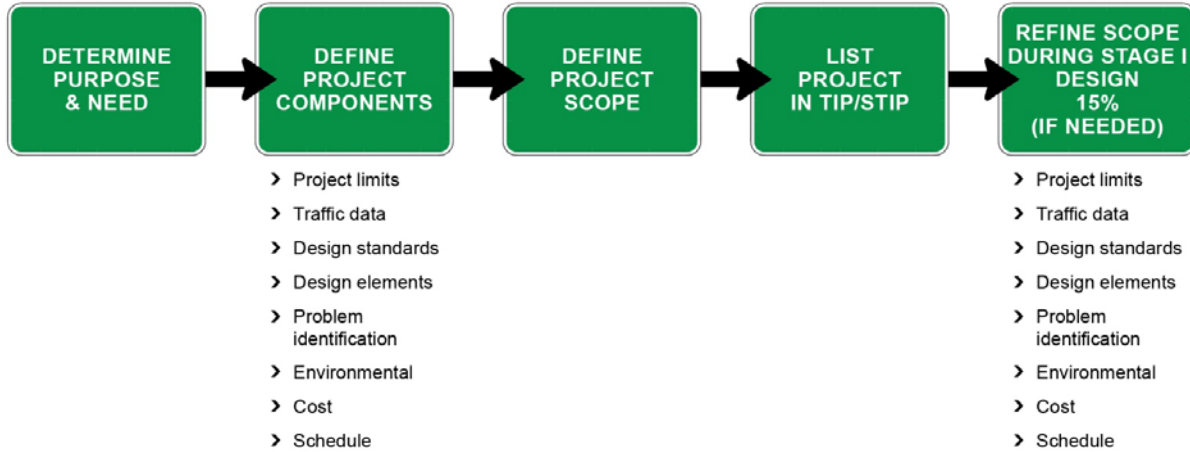 DETERMINE
PURPOSE
& NEED
DEFINE
PROJECT
COMPONENTS
DEFINE
PROJECT
SCOPE
LIST
PROJECT
IN TIP/STIP
REFINE SCOPE
DURING STAGE I
DESIGN
15%
(IF NEEDED)
Project limits
Traffic data
Design standards
Design elements
Problem
identification
Environmental
Cost
Schedule
Project limits
Traffic data
Design standards
Design elements
Problem
identification
Environmental
Cost
Schedule